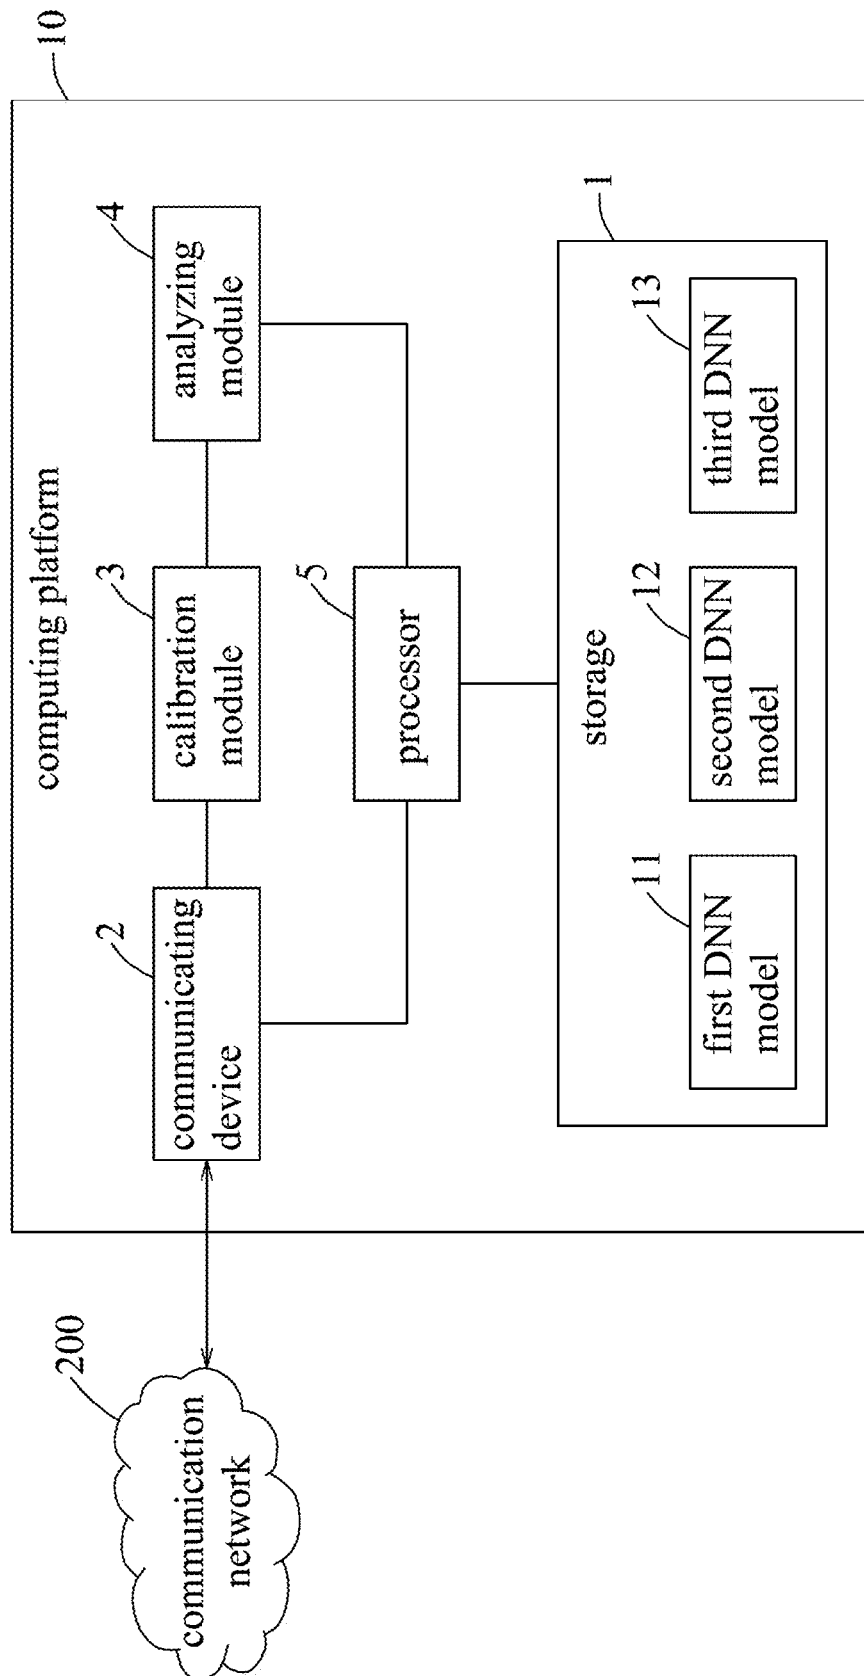 10
computing platform
200
communication
network
2
communicating
device
3
calibration
module
4
analyzing
module
5
processor
1
storage
11
first DNN
model
12
second DNN
model
13
third DNN
model